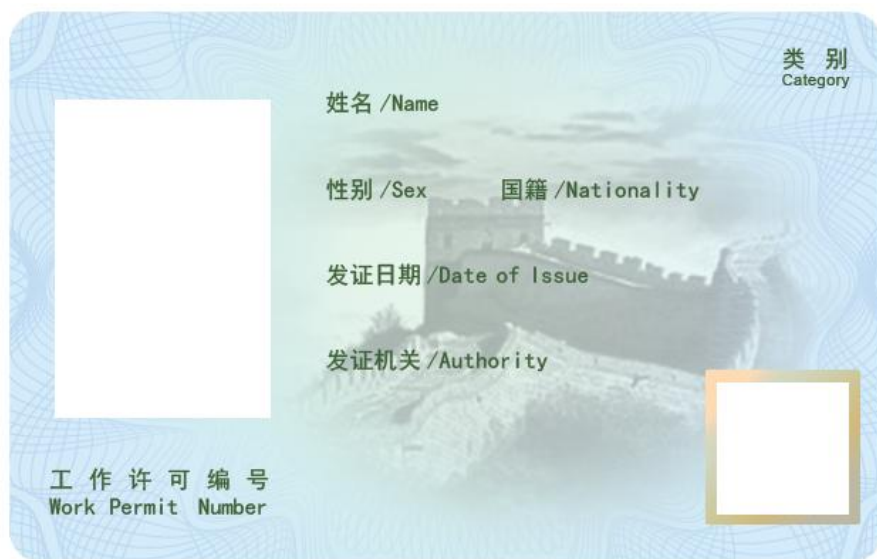 类 别
Category
姓名 /Name
性别 /Sex 国籍 /Nationality
发证日期 /Date of Issue
发证机关 /Authority
工 作 许 可 编 号
Work Permit Number